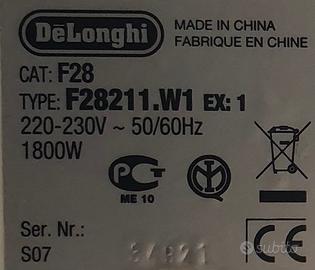 DeLonghi
MADE IN CHINA
FABRIQUE EN CHINE
CAT: F28
TYPE: F28211.W1 EX: 1
220-230V ~ 50/60Hz
1800W
ME 10
Ser. Nr.:
S07
subito
CE